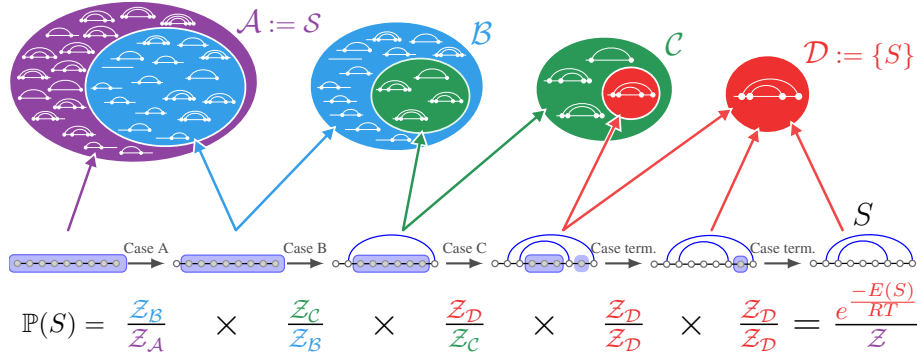 𝒜 := 𝒮
ℬ
𝒞
𝒟 := {S}
S
Case A
Case B
Case C
Case term.
Case term.
ℙ(S) = 𝒵_ℬ/𝒵_𝒜 × 𝒵_𝒞/𝒵_ℬ × 𝒵_𝒟/𝒵_𝒞 × 𝒵_𝒟/𝒵_𝒟 × 𝒵_𝒟/𝒵_𝒟 = e^{-E(S)/RT}/𝒵